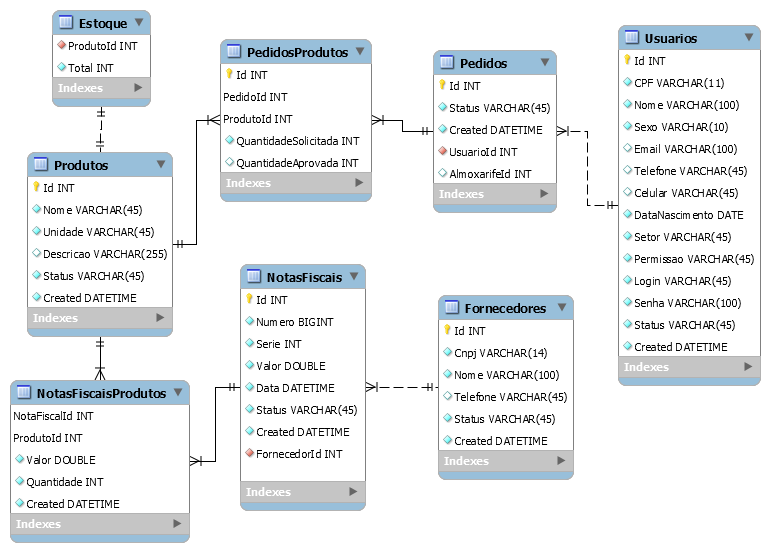 Estoque
ProdutoId INT
Total INT
Indexes
PedidosProdutos
Id INT
PedidoId INT
ProdutoId INT
QuantidadeSolicitada INT
QuantidadeAprovada INT
Indexes
Pedidos
Id INT
Status VARCHAR(45)
Created DATETIME
UsuarioId INT
AlmoxarifeId INT
Indexes
Usuarios
Id INT
CPF VARCHAR(11)
Nome VARCHAR(100)
Sexo VARCHAR(10)
Email VARCHAR(100)
Telefone VARCHAR(45)
Celular VARCHAR(45)
DataNascimento DATE
Setor VARCHAR(45)
Permissao VARCHAR(45)
Login VARCHAR(45)
Senha VARCHAR(100)
Status VARCHAR(45)
Created DATETIME
Indexes
Produtos
Id INT
Nome VARCHAR(45)
Unidade VARCHAR(45)
Descricao VARCHAR(255)
Status VARCHAR(45)
Created DATETIME
Indexes
NotasFiscais
Id INT
Numero BIGINT
Serie INT
Valor DOUBLE
Data DATETIME
Status VARCHAR(45)
Created DATETIME
FornecedorId INT
Indexes
Fornecedores
Id INT
Cnpj VARCHAR(14)
Nome VARCHAR(100)
Telefone VARCHAR(45)
Status VARCHAR(45)
Created DATETIME
Indexes
NotasFiscaisProdutos
NotaFiscalId INT
ProdutoId INT
Valor DOUBLE
Quantidade INT
Created DATETIME
Indexes